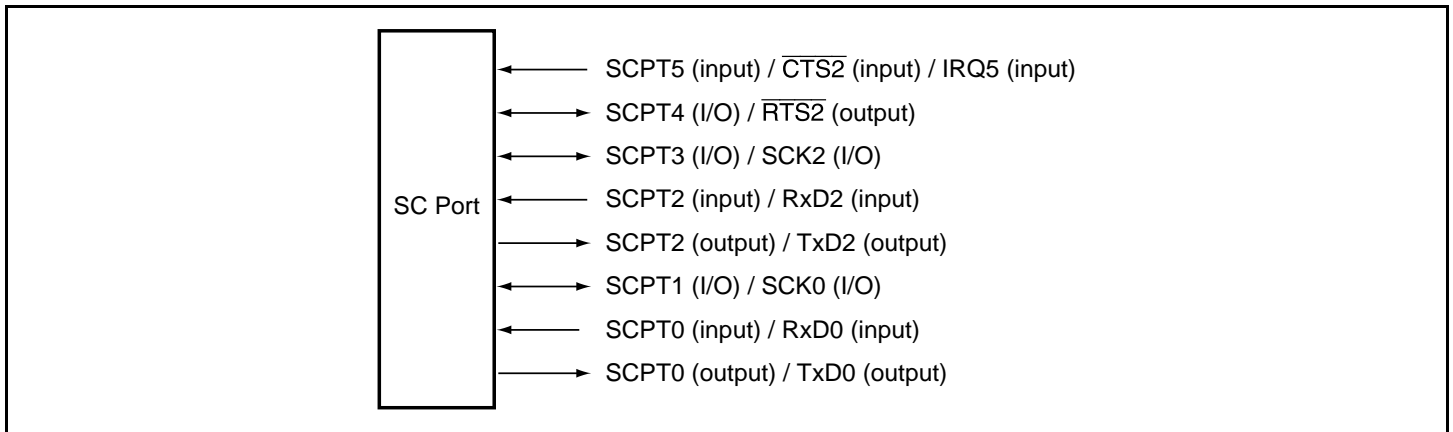 SCPT5 (input) / CTS2 (input) / IRQ5 (input)
SCPT4 (I/O) / RTS2 (output)
SCPT3 (I/O) / SCK2 (I/O)
SC Port
SCPT2 (input) / RxD2 (input)
SCPT2 (output) / TxD2 (output)
SCPT1 (I/O) / SCK0 (I/O)
SCPT0 (input) / RxD0 (input)
SCPT0 (output) / TxD0 (output)